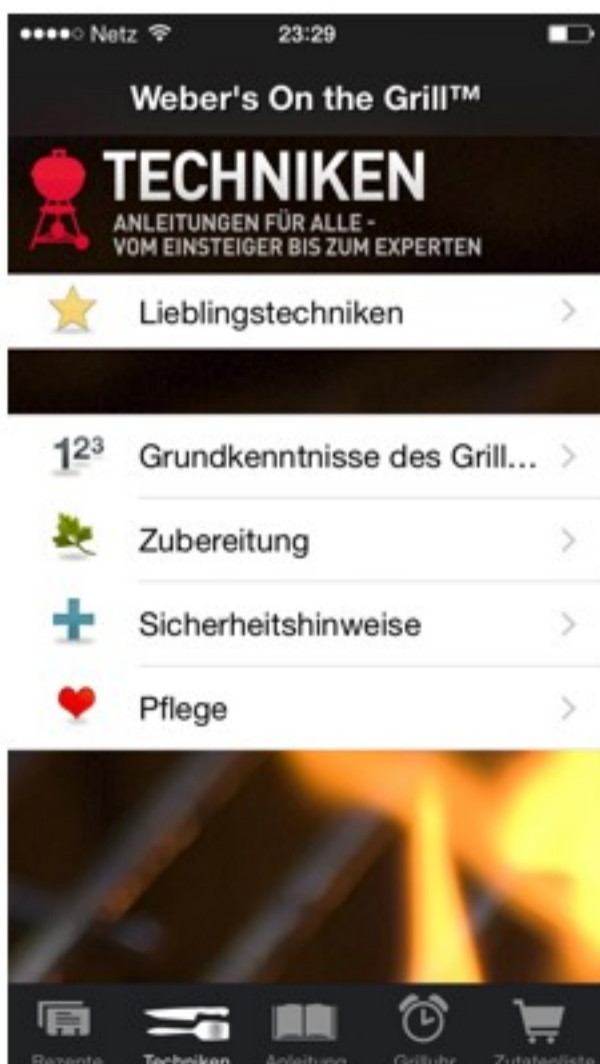 Netz 23:29
Weber's On the Grill™
TECHNIKEN
ANLEITUNGEN FÜR ALLE -
VOM EINSTEIGER BIS ZUM EXPERTEN
Lieblingstechniken
123 Grundkenntnisse des Grill...
Zubereitung
Sicherheitshinweise
Pflege
Rezepte Techniken Anleitung Grilluhr Zutatenliste